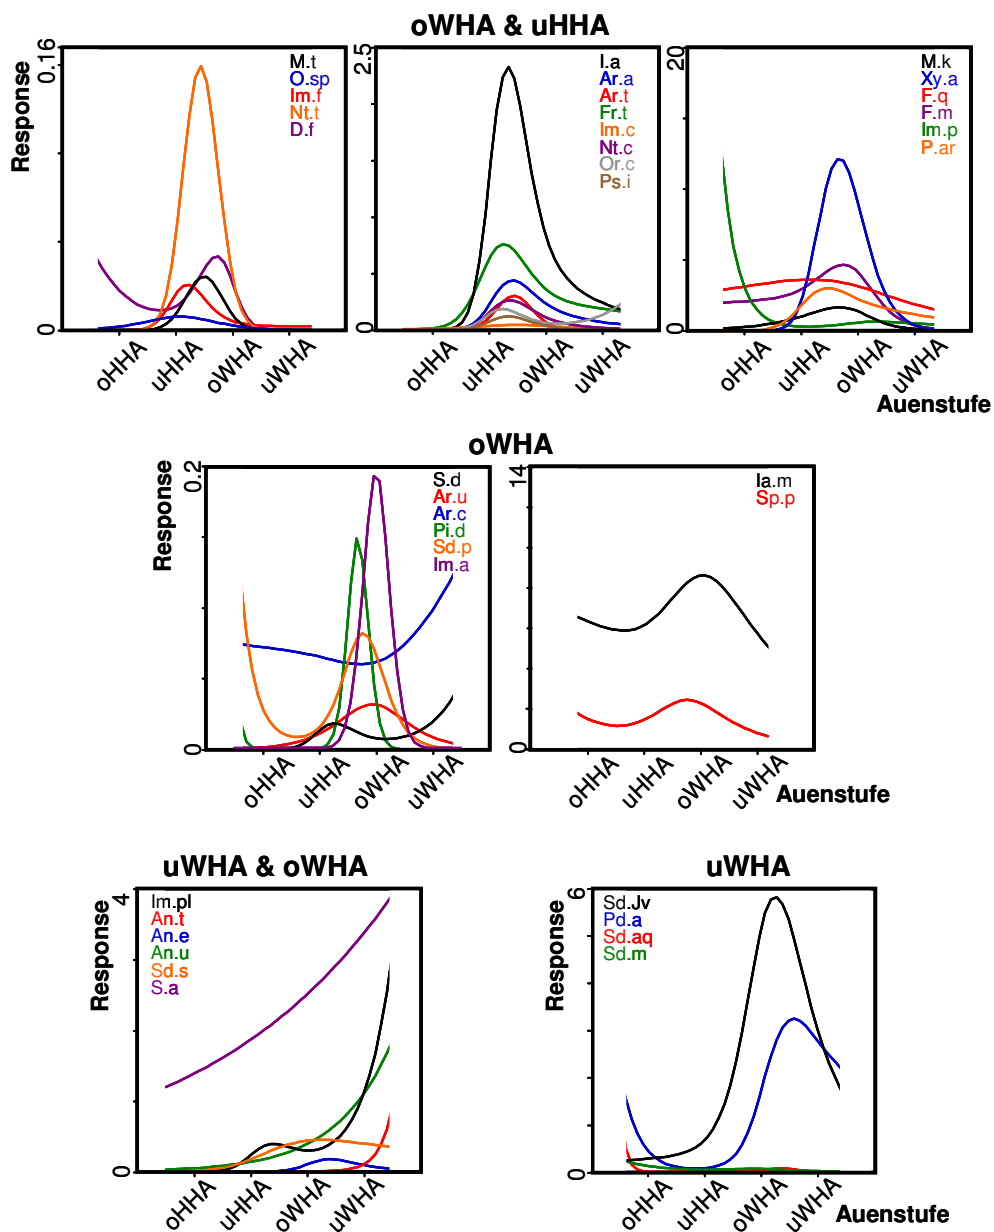 oWHA & uHHA
Response
0.16
0
M.t
O.sp
Im.f
Nt.t
D.f
oHHA
uHHA
oWHA
uWHA
2.5
0
I.a
Ar.a
Ar.t
Fr.t
Im.c
Nt.c
Or.c
Ps.i
oHHA
uHHA
oWHA
uWHA
20
0
M.k
Xy.a
F.q
F.m
Im.p
P.ar
oHHA
uHHA
oWHA
uWHA
Auenstufe
oWHA
Response
0.2
0
S.d
Ar.u
Ar.c
Pi.d
Sd.p
Im.a
oHHA
uHHA
oWHA
uWHA
14
0
Ia.m
Sp.p
oHHA
uHHA
oWHA
uWHA
Auenstufe
uWHA & oWHA
Response
4
0
Im.pl
An.t
An.e
An.u
Sd.s
S.a
oHHA
uHHA
oWHA
uWHA
uWHA
Response
6
0
Sd.Jv
Pd.a
Sd.aq
Sd.m
oHHA
uHHA
oWHA
uWHA
Auenstufe